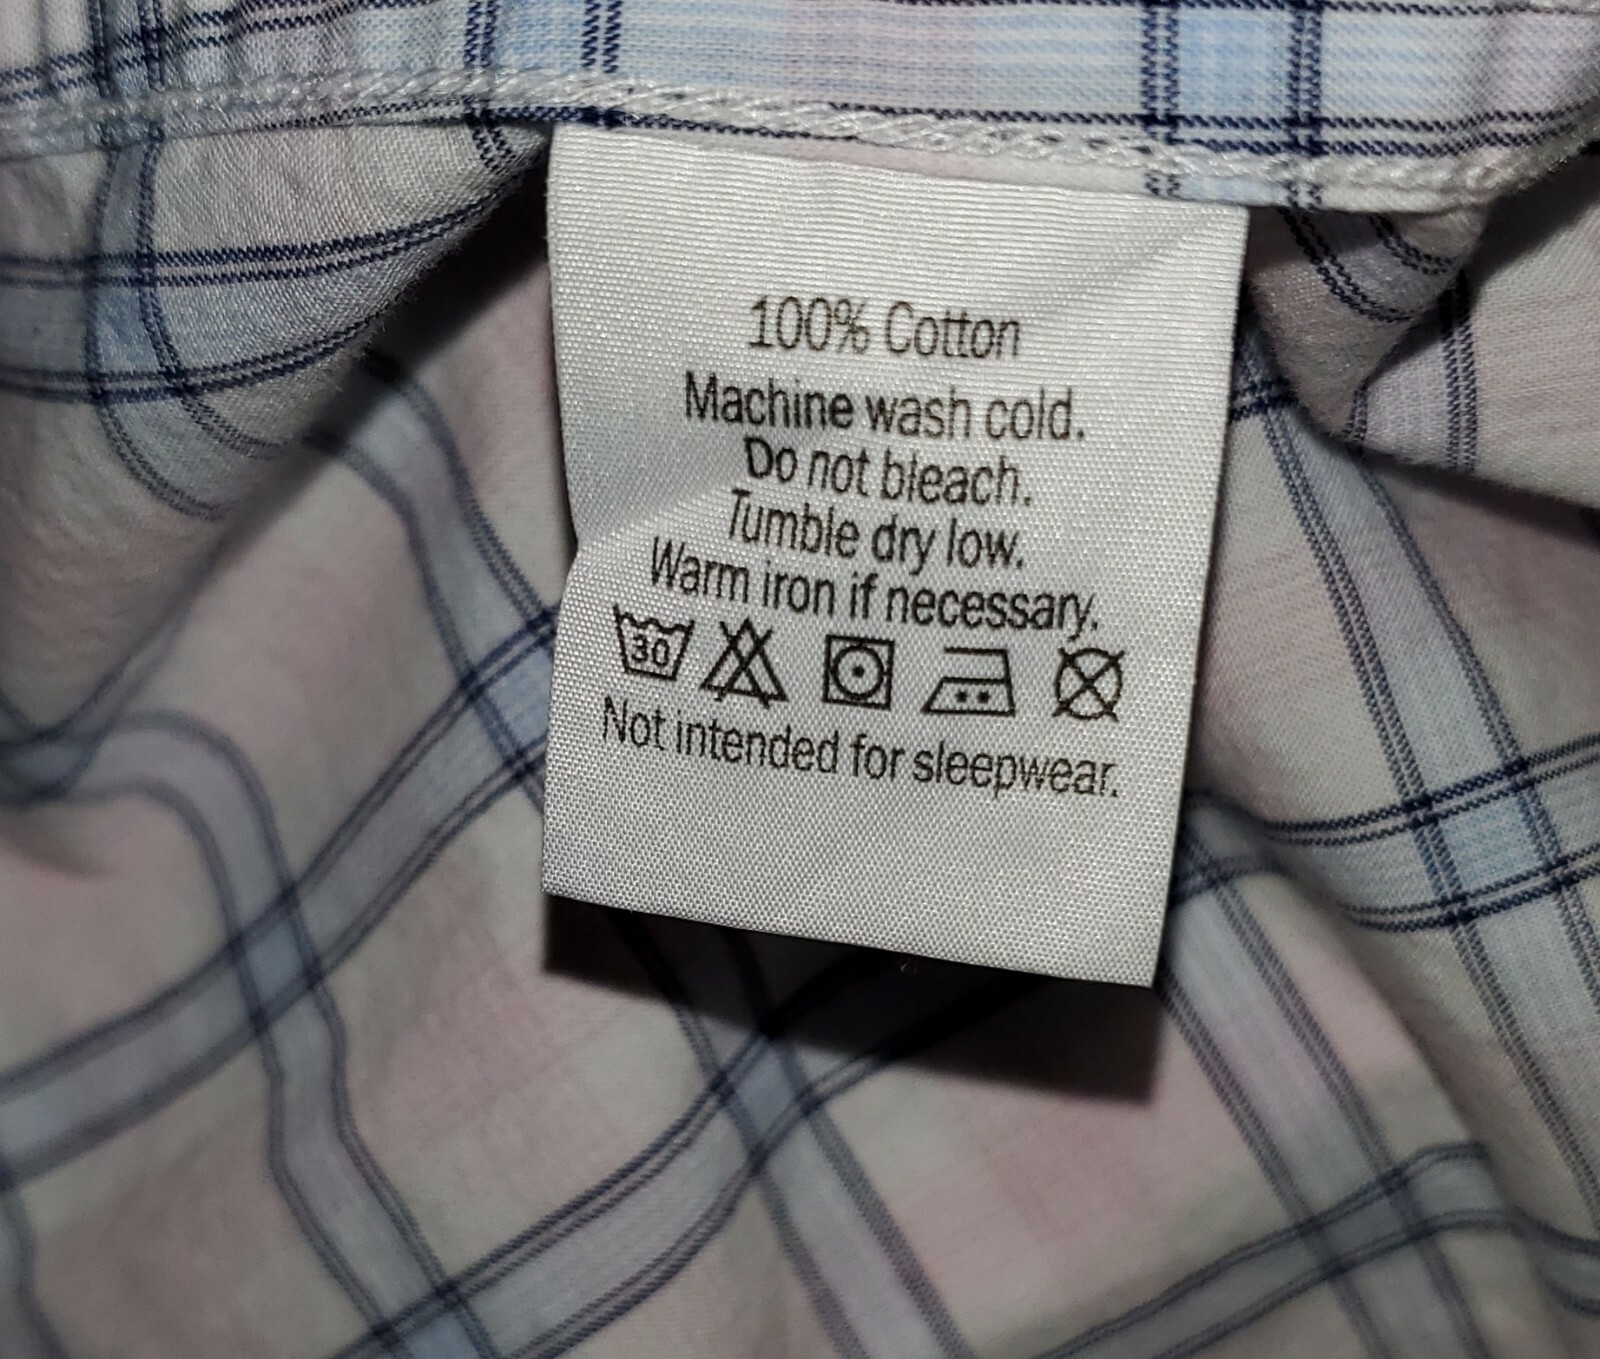 100% Cotton
Machine wash cold.
Do not bleach.
Tumble dry low.
Warm iron if necessary.
30
Not intended for sleepwear.